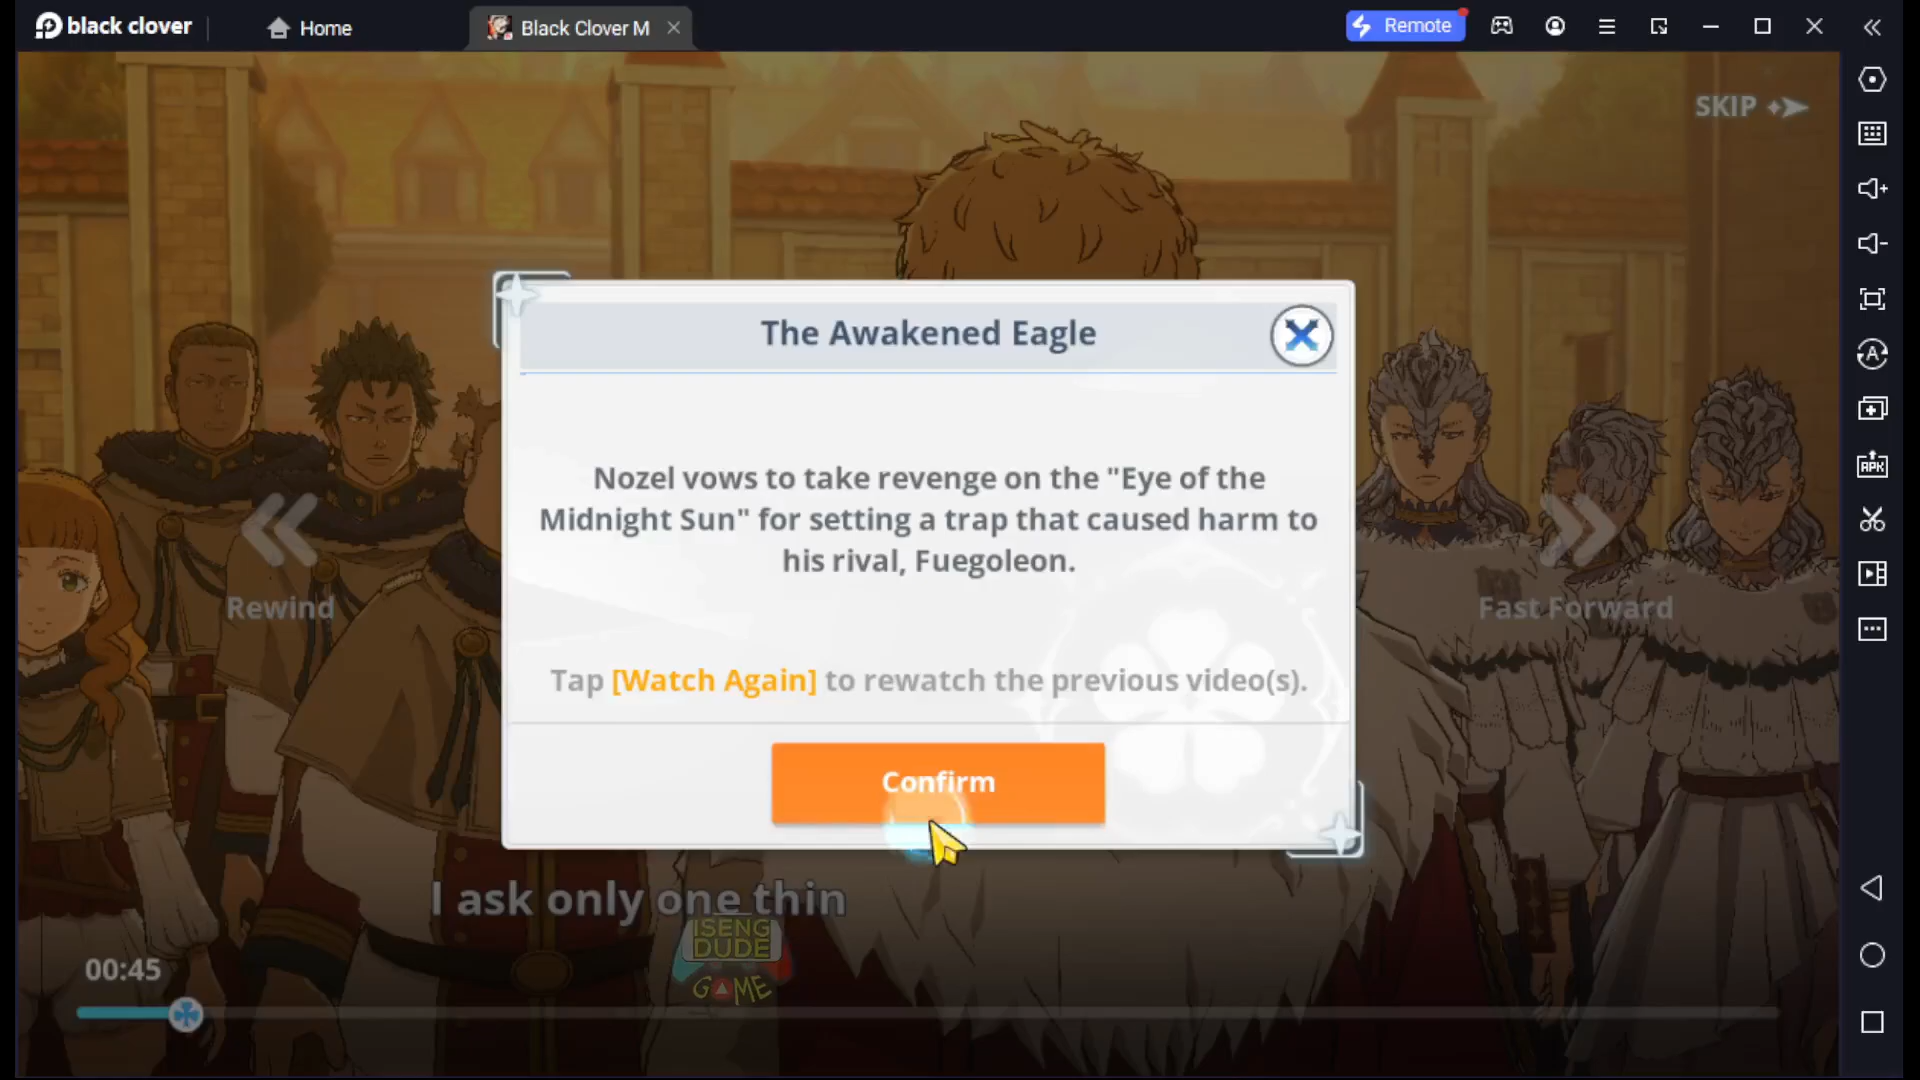 black clover
Home
Black Clover M
Remote
SKIP
The Awakened Eagle
Nozel vows to take revenge on the "Eye of the
Midnight Sun" for setting a trap that caused harm to
his rival, Fuegoleon.
Rewind
Fast Forward
Tap [Watch Again] to rewatch the previous video(s).
Confirm
I ask only one thin
ISENG
DUDE
GAME
00:45
A
APK